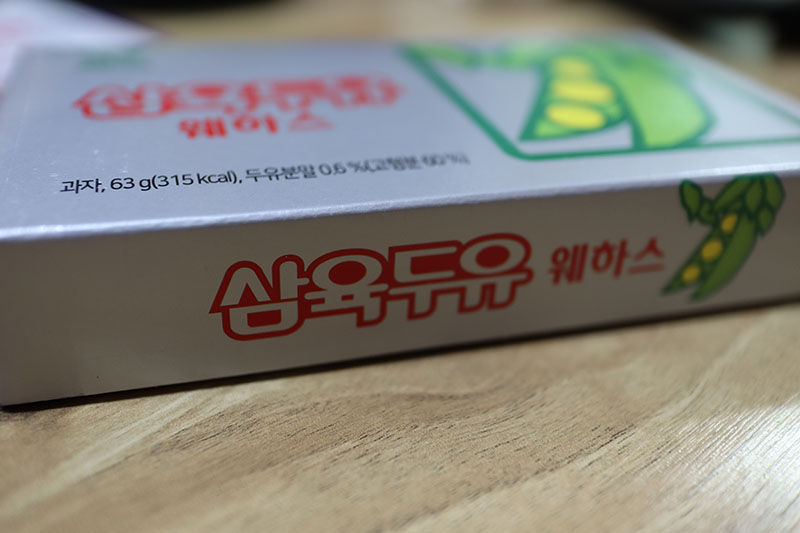 삼육두유
웨하스
과자, 63 g(315 kcal), 두유분말 0.6 %(고형분 60 %)
삼육두유 웨하스